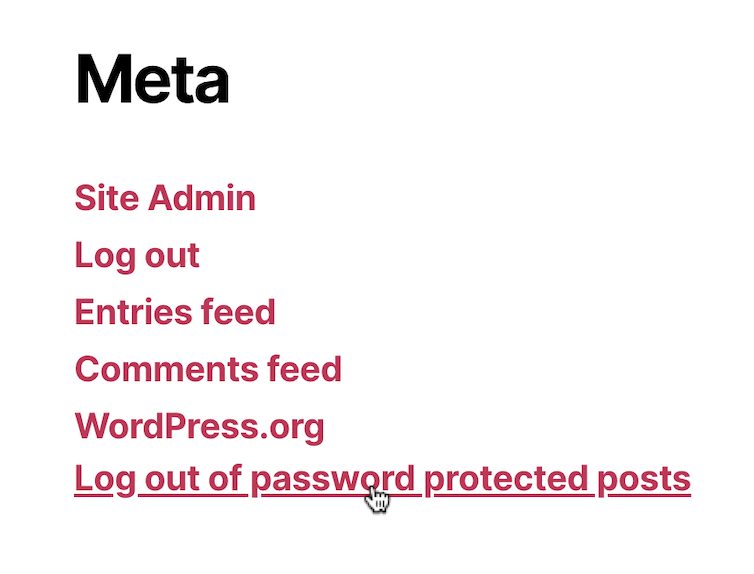 Meta
Site Admin
Log out
Entries feed
Comments feed
WordPress.org
Log out of password protected posts